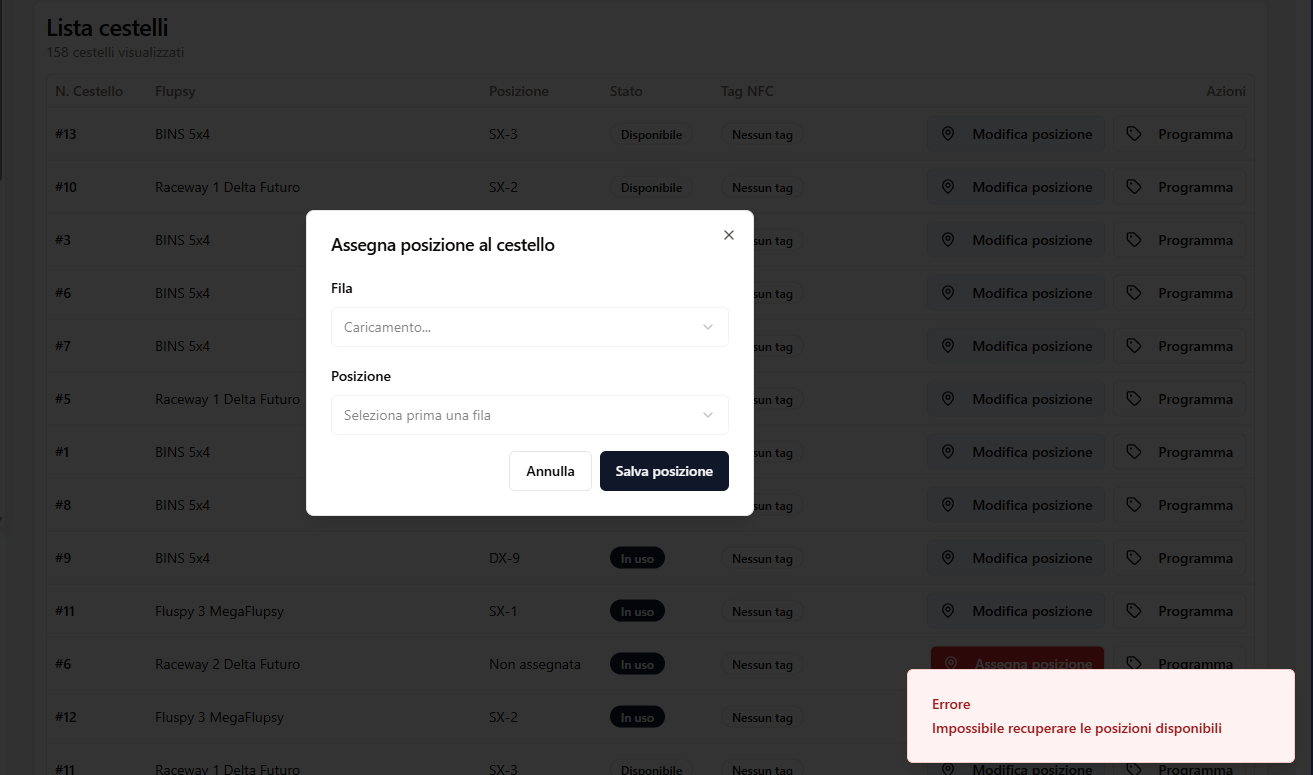 Lista cestelli
158 cestelli visualizzati
N. Cestello Flupsy Posizione Stato Tag NFC Azioni
#13 BINS 5x4 SX-3 Disponibile Nessun tag Modifica posizione Programma
#10 Raceway 1 Delta Futuro SX-2 Disponibile Nessun tag Modifica posizione Programma
#3 BINS 5x4 sun tag Modifica posizione Programma
#6 BINS 5x4 sun tag Modifica posizione Programma
#7 BINS 5x4 sun tag Modifica posizione Programma
#5 Raceway 1 Delta Futuro sun tag Modifica posizione Programma
#1 BINS 5x4 sun tag Modifica posizione Programma
#8 BINS 5x4 sun tag Modifica posizione Programma
#9 BINS 5x4 DX-9 In uso Nessun tag Modifica posizione Programma
#11 Fluspy 3 MegaFlupsy SX-1 In uso Nessun tag Modifica posizione Programma
#6 Raceway 2 Delta Futuro Non assegnata In uso Nessun tag Assegna posizione Programma
#12 Fluspy 3 MegaFlupsy SX-2 In uso Nessun tag
#11 Raceway 1 Delta Futuro SX-3 Disponibile Nessun tag Modifica posizione Programma
Assegna posizione al cestello
Fila
Caricamento...
Posizione
Seleziona prima una fila
Annulla Salva posizione
Errore
Impossibile recuperare le posizioni disponibili